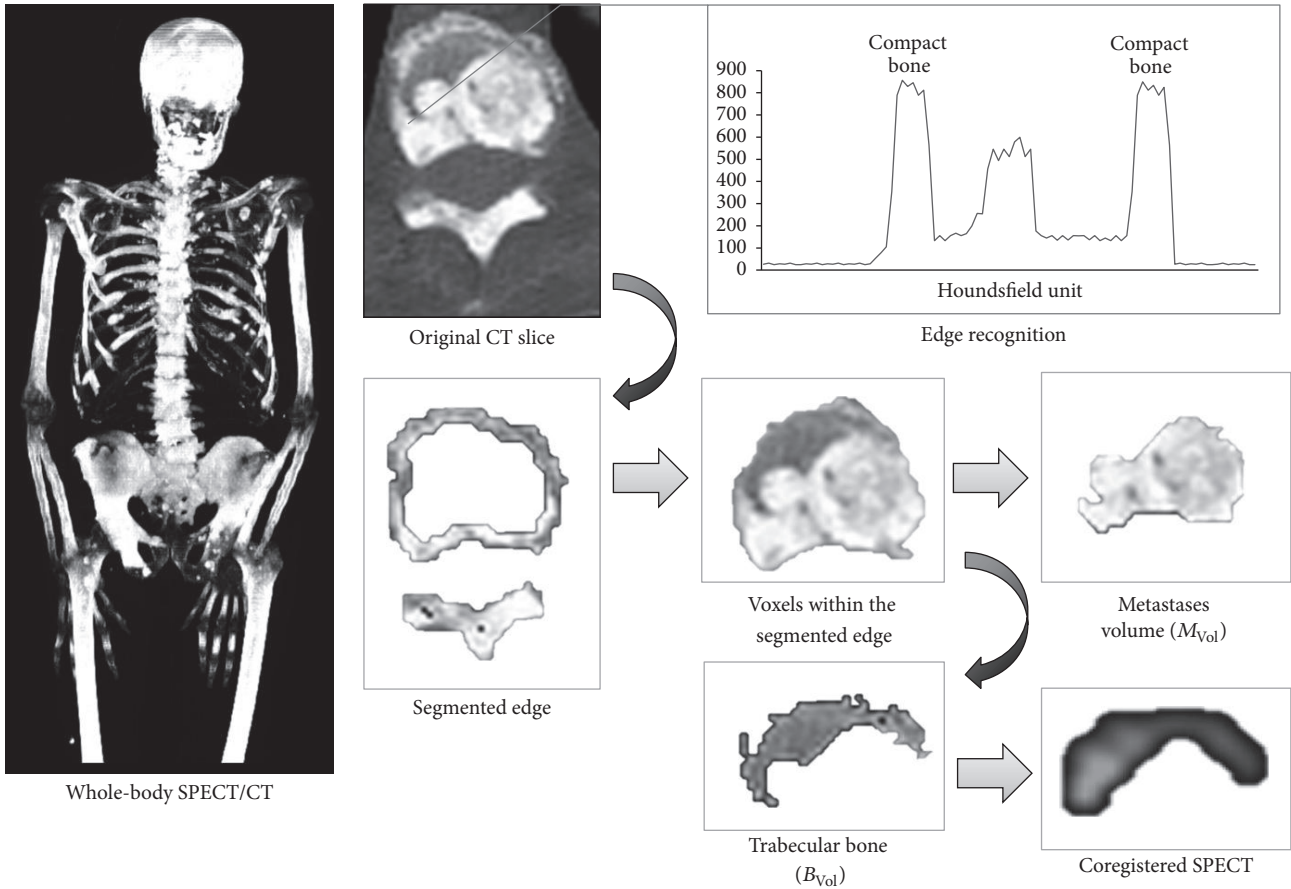 Whole-body SPECT/CT
Original CT slice
Compact
bone
Compact
bone
900
800
700
600
500
400
300
200
100
0
Houndsfield unit
Edge recognition
Segmented edge
Voxels within the
segmented edge
Metastases
volume (M_Vol)
Trabecular bone
(B_Vol)
Coregistered SPECT